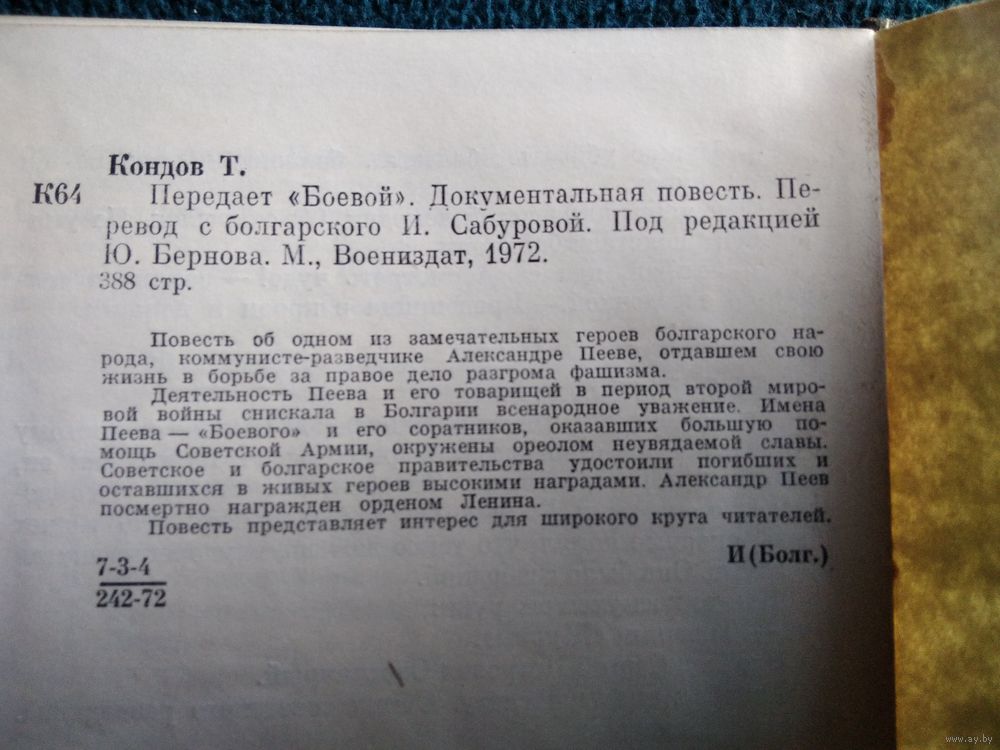 Кондов Т.
К64
Передает «Боевой». Документальная повесть. Пе-
ревод с болгарского И. Сабуровой. Под редакцией
Ю. Бернова. М., Воениздат, 1972.
388 стр.
Повесть об одном из замечательных героев болгарского на-
рода, коммунисте-разведчике Александре Пееве, отдавшем свою
жизнь в борьбе за правое дело разгрома фашизма.
Деятельность Пеева и его товарищей в период второй миро-
вой войны снискала в Болгарии всенародное уважение. Имена
Пеева — «Боевого» и его соратников, оказавших большую по-
мощь Советской Армии, окружены ореолом неувядаемой славы.
Советское и болгарское правительства удостоили погибших и
оставшихся в живых героев высокими наградами. Александр Пеев
посмертно награжден орденом Ленина.
Повесть представляет интерес для широкого круга читателей.
7-3-4
242-72
И(Болг.)
www.ay.by